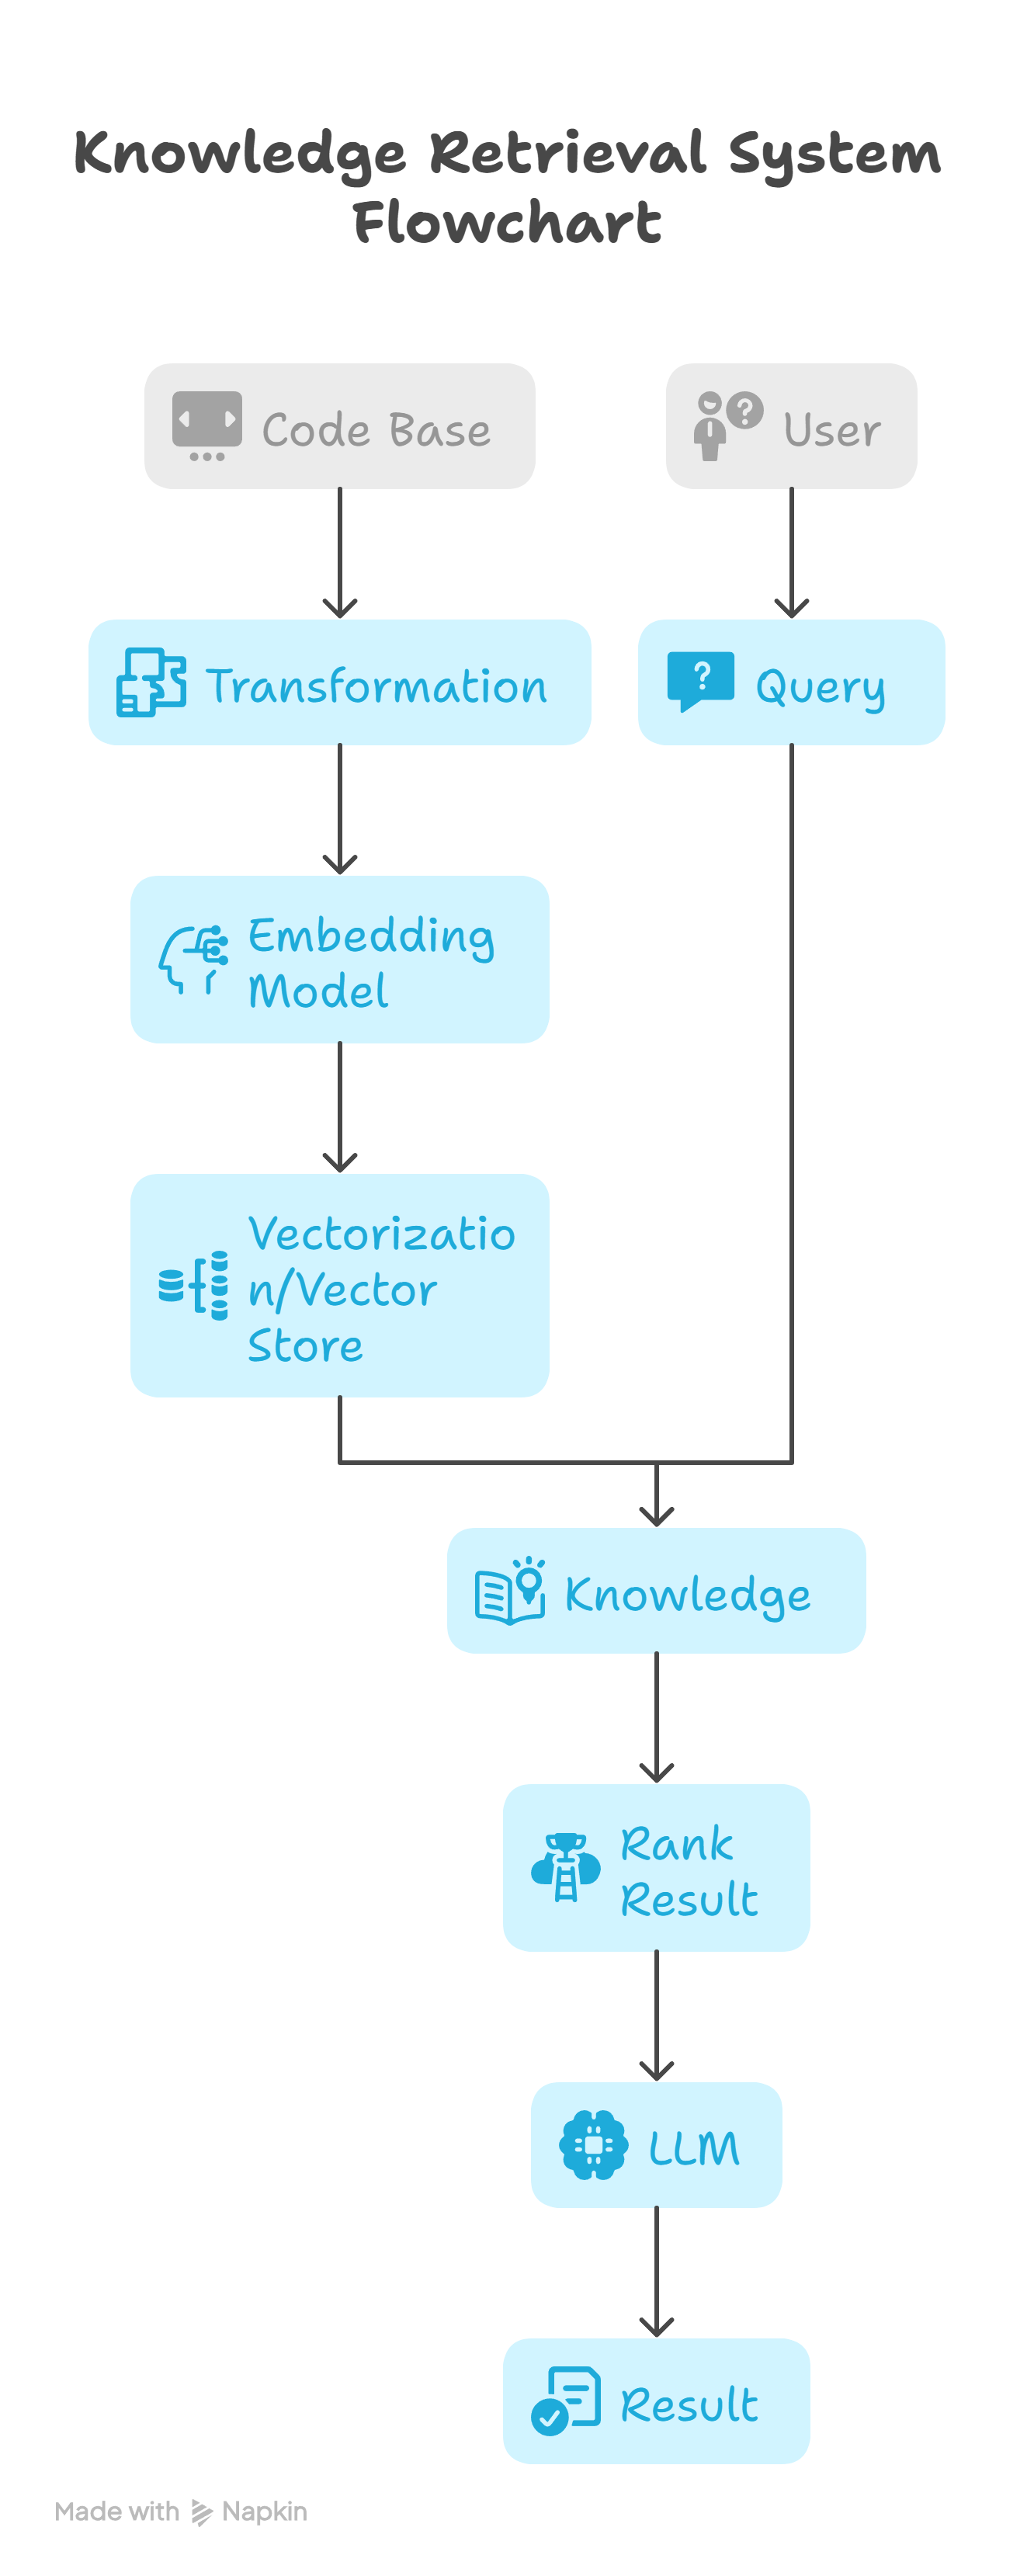 Knowledge Retrieval System
Flowchart
Code Base
User
Transformation
Query
Embedding
Model
Vectorizatio
n/Vector
Store
Knowledge
Rank
Result
LLM
Result
Made with Napkin